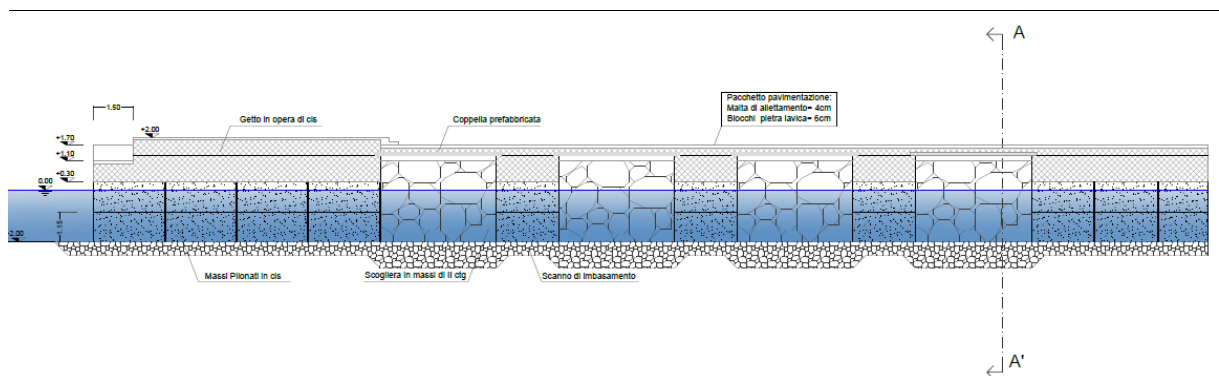 A
1.50
Pacchetto pavimentazione:
Malta di allettamento= 4cm
Blocchi pietra lavica= 6cm
Getto in opera di cls
Coppella prefabbricata
+2.00
+1.70
+1.10
+0.30
0.00
1.15
-2.00
Massi Pilonati in cls
Scogliera in massi di II ctg
Scanno di Imbasamento
A'